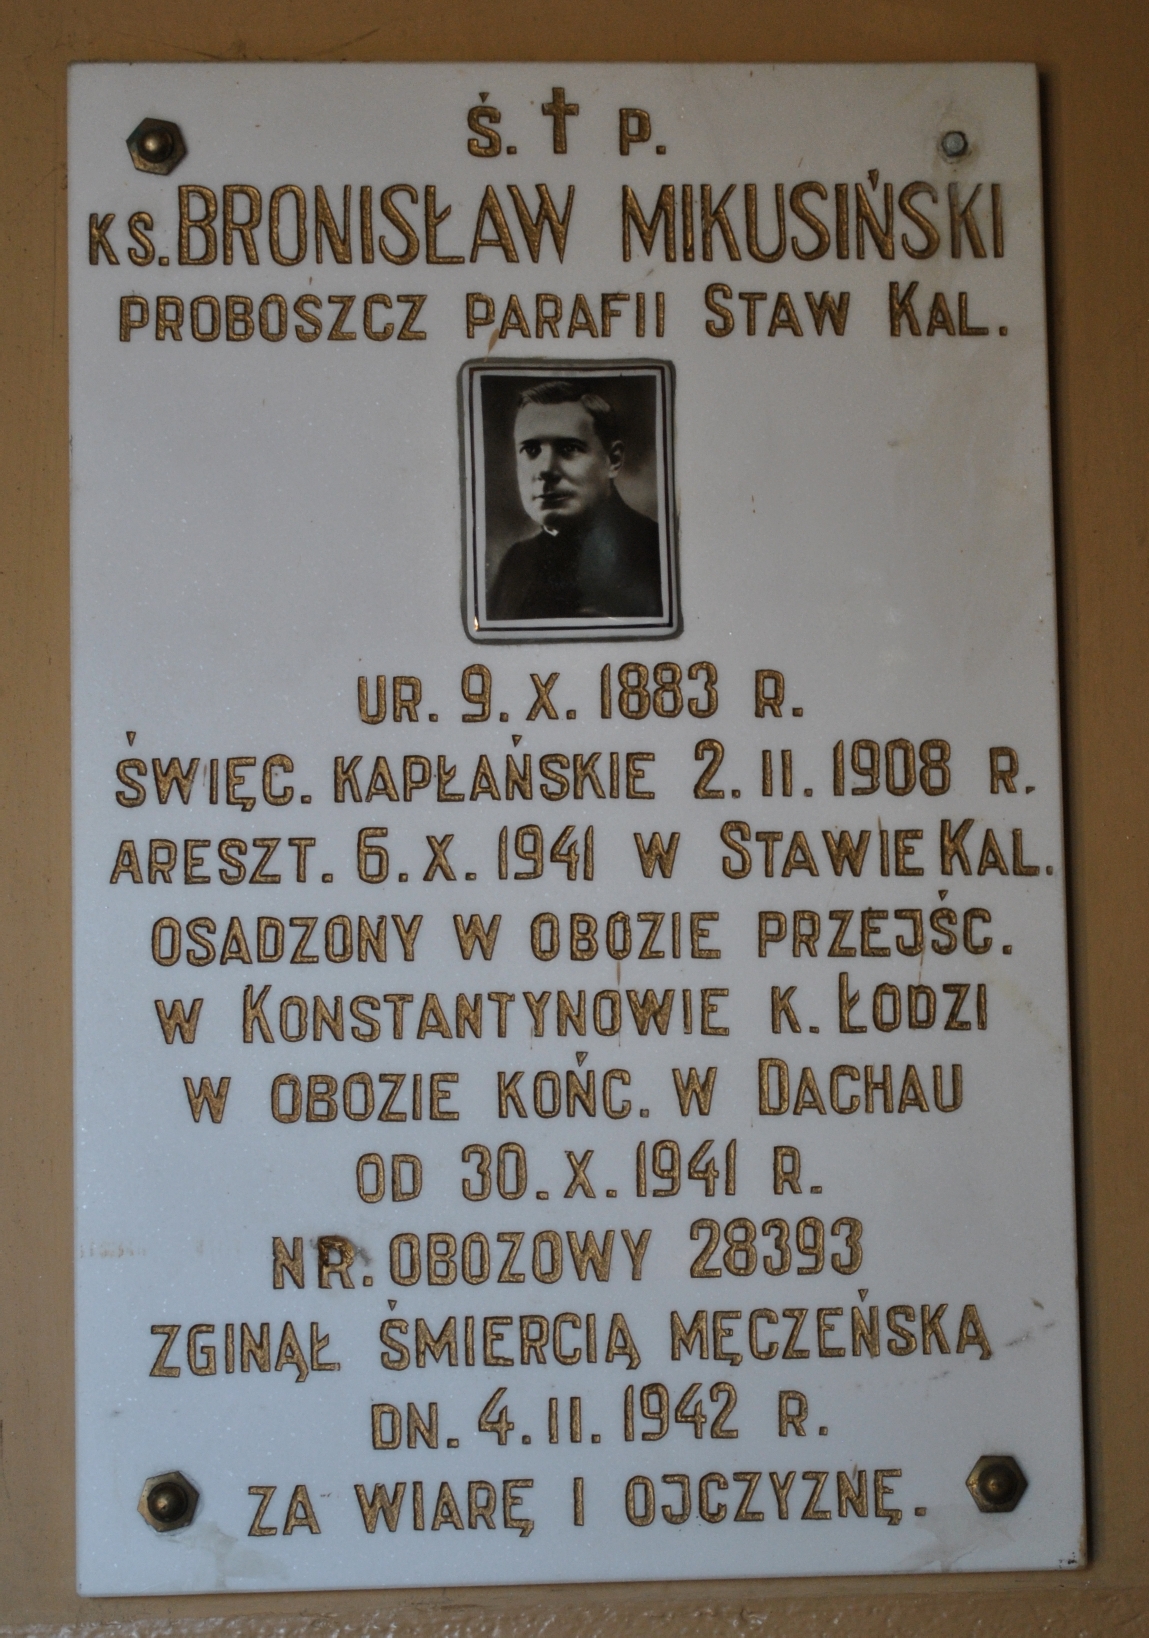 Ś. † P.
KS. BRONISŁAW MIKUSIŃSKI
PROBOSZCZ PARAFII STAW KAL.
UR. 9. X. 1883 R.
ŚWIĘC. KAPŁAŃSKIE 2. II. 1908 R.
ARESZT. 6. X. 1941 W STAWIE KAL.
OSADZONY W OBOZIE PRZEJŚC.
W KONSTANTYNOWIE K. ŁODZI
W OBOZIE KOŃC. W DACHAU
OD 30. X. 1941 R.
NR. OBOZOWY 28393
ZGINĄŁ ŚMIERCIĄ MĘCZEŃSKĄ
DN. 4. II. 1942 R.
ZA WIARĘ I OJCZYZNĘ.